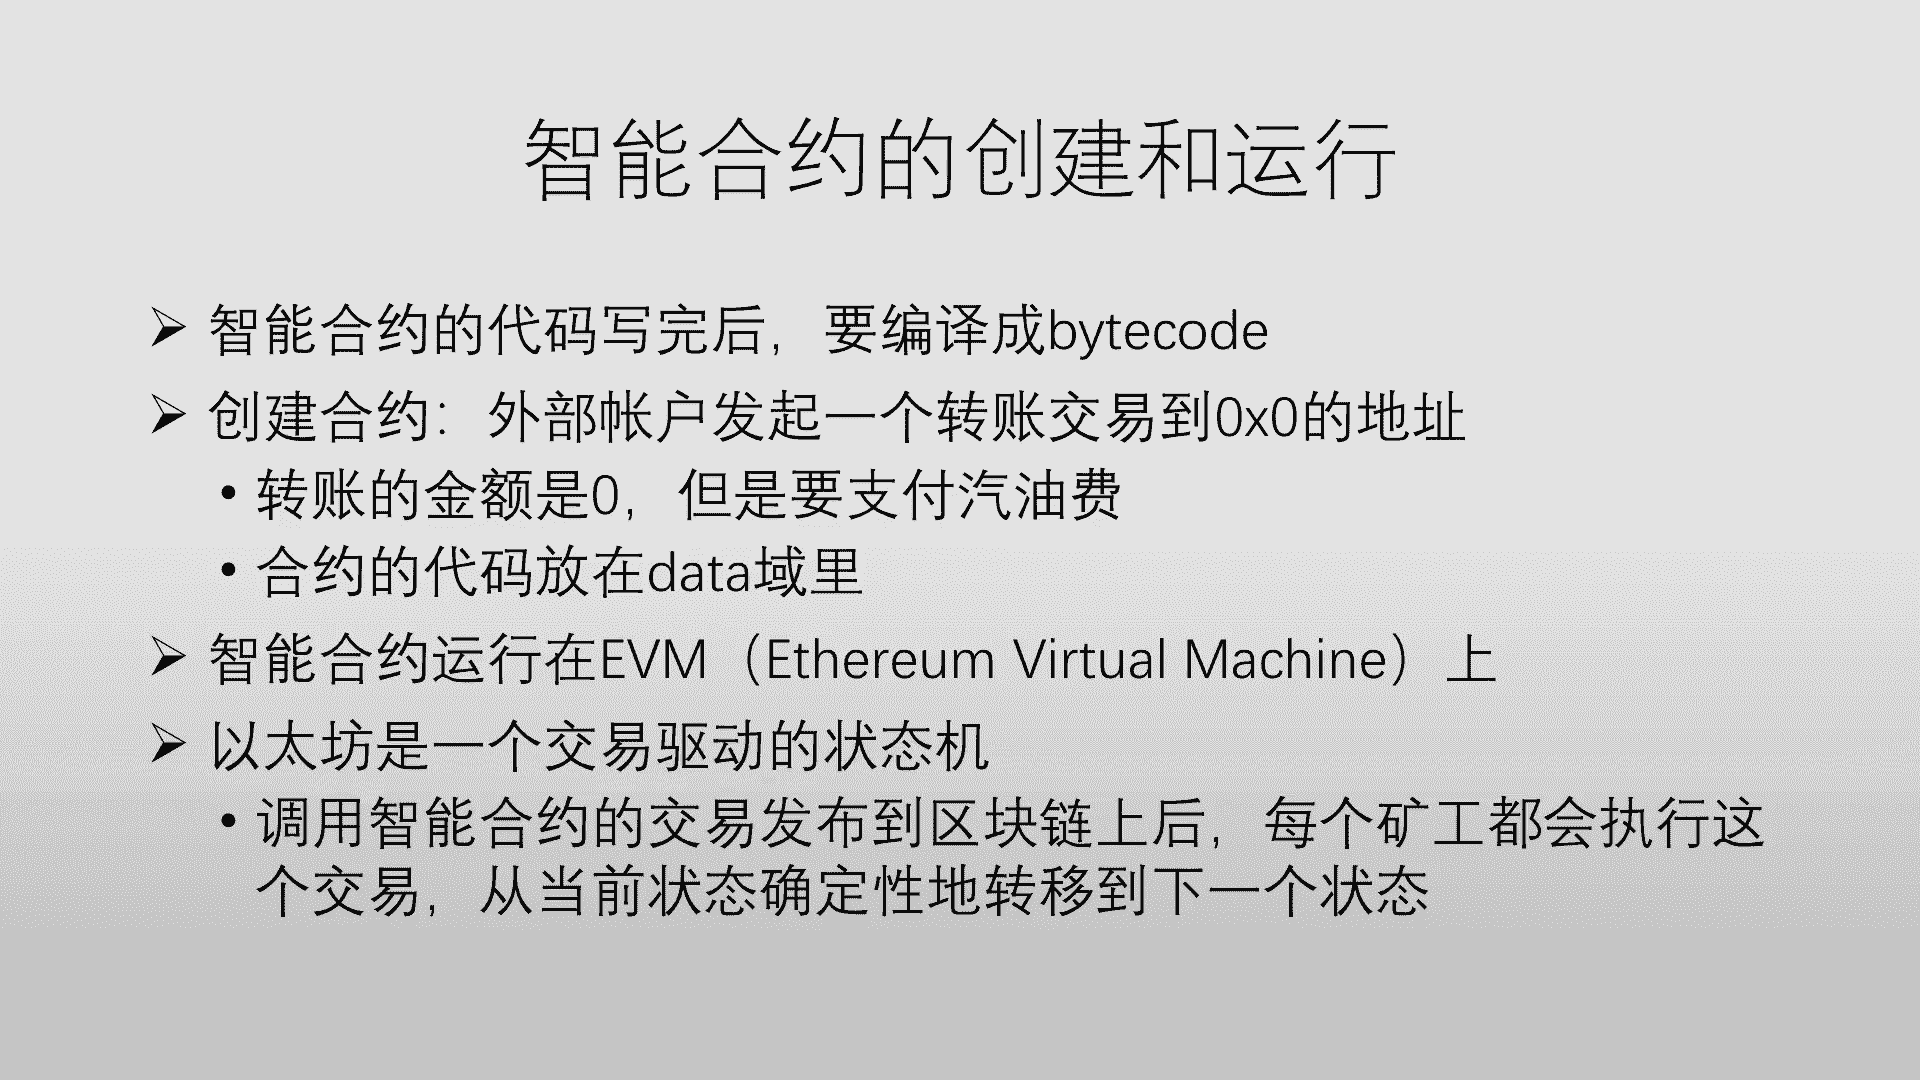 智能合约的创建和运行
➢ 智能合约的代码写完后，要编译成bytecode
➢ 创建合约：外部帐户发起一个转账交易到0x0的地址
• 转账的金额是0，但是要支付汽油费
• 合约的代码放在data域里
➢ 智能合约运行在EVM（Ethereum Virtual Machine）上
➢ 以太坊是一个交易驱动的状态机
• 调用智能合约的交易发布到区块链上后，每个矿工都会执行这
个交易，从当前状态确定性地转移到下一个状态